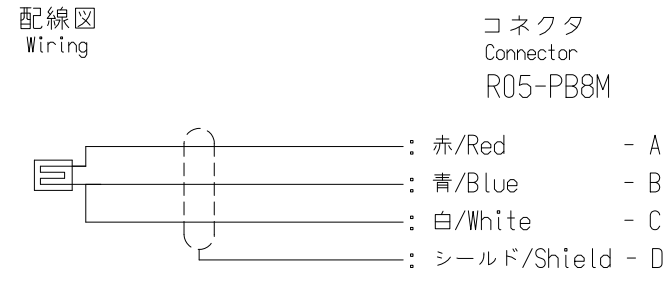 配線図
Wiring
コネクタ
Connector
R05-PB8M
: 赤/Red - A
: 青/Blue - B
: 白/White - C
: シールド/Shield - D